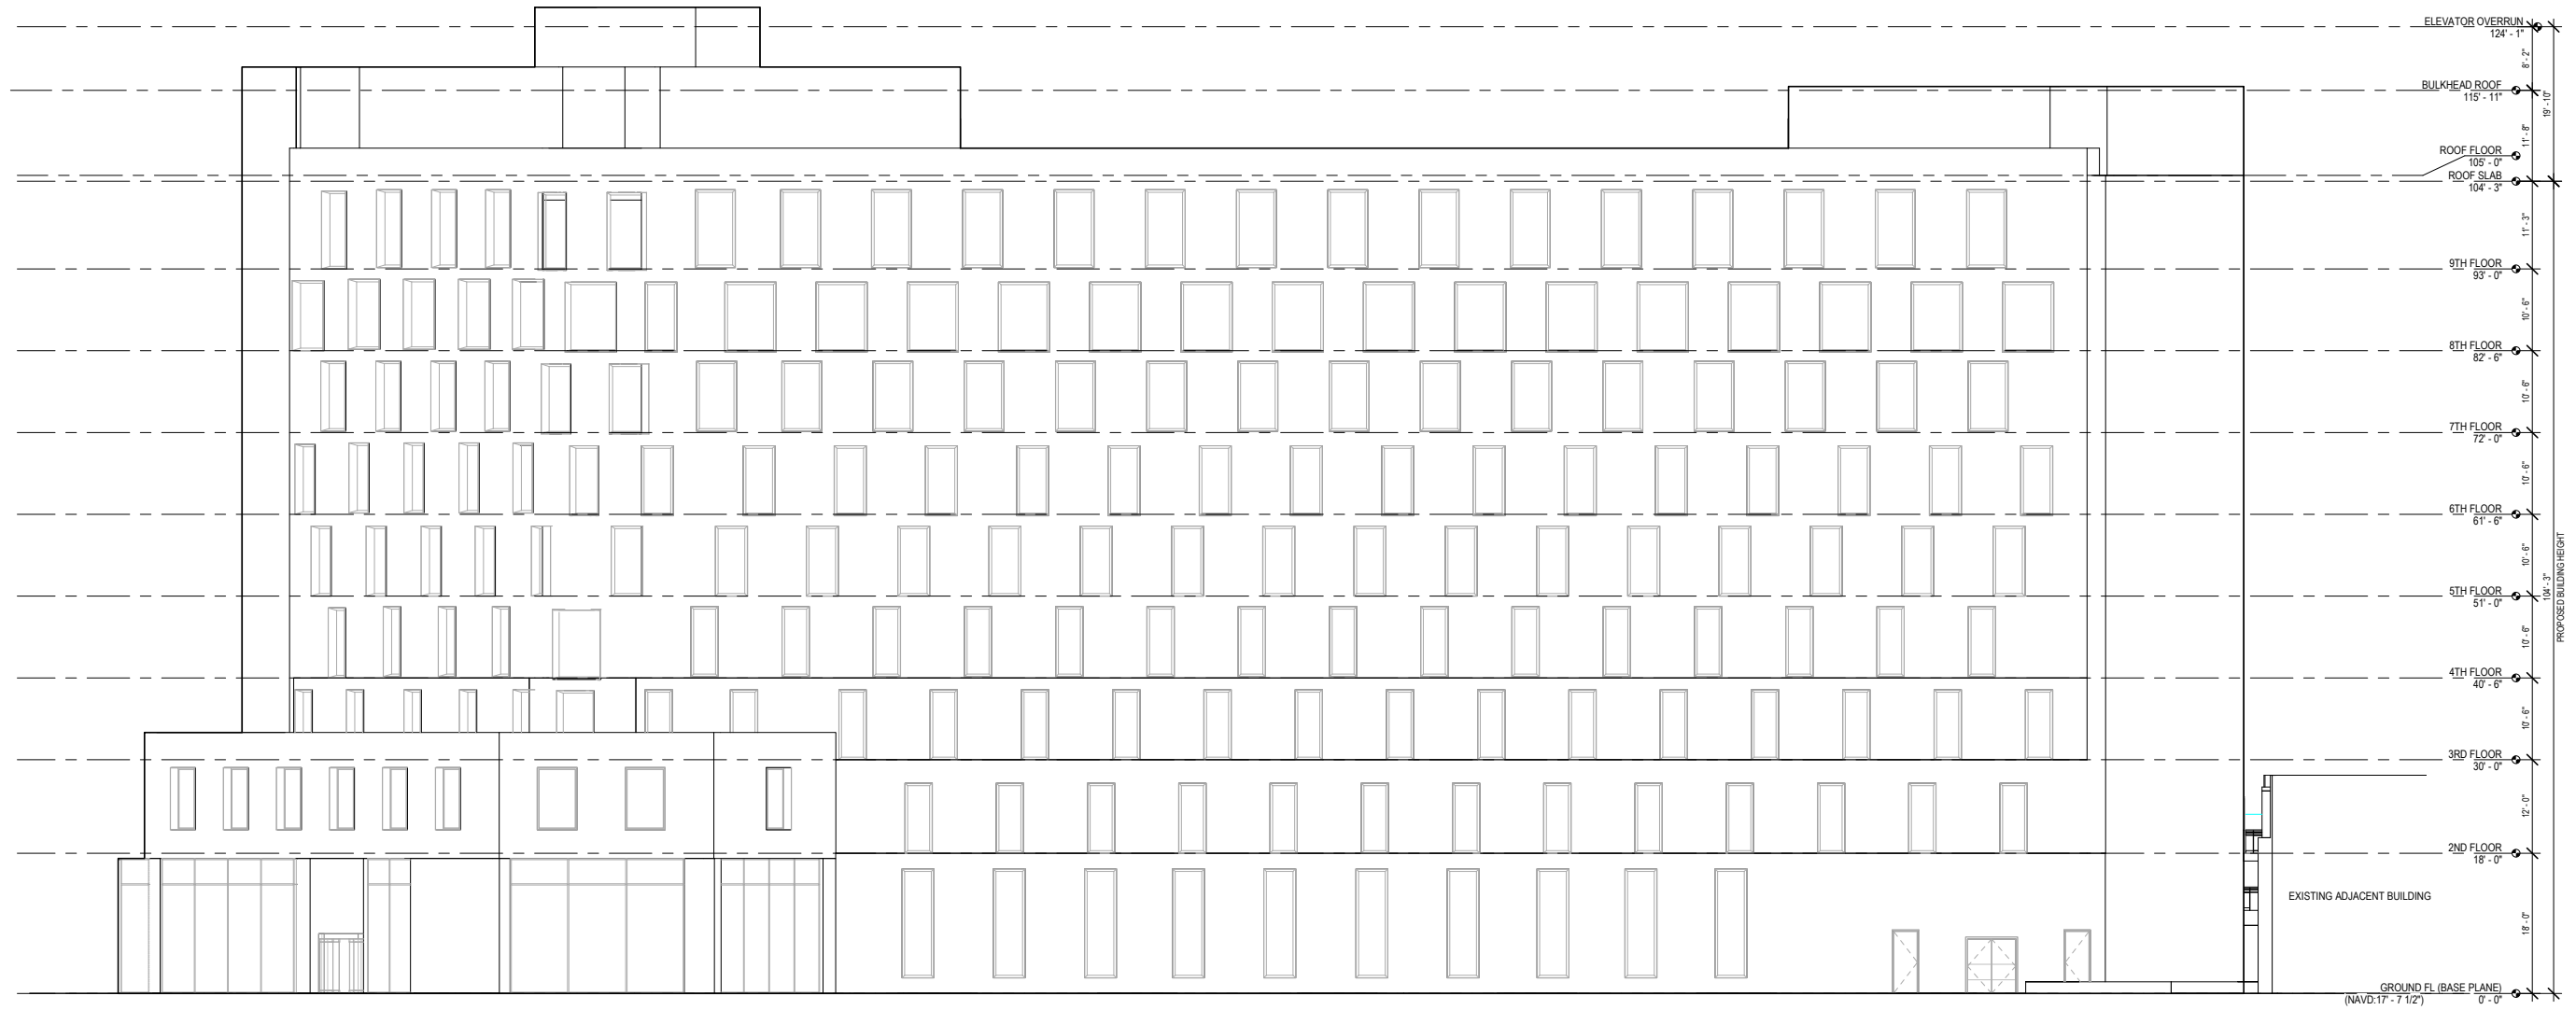 ELEVATOR OVERRUN
124' - 1"
8' - 2"
BULKHEAD ROOF
115' - 11"
19' - 10"
11' - 8"
ROOF FLOOR
105' - 0"
ROOF SLAB
104' - 3"
11' - 3"
9TH FLOOR
93' - 0"
10' - 6"
8TH FLOOR
82' - 6"
10' - 6"
7TH FLOOR
72' - 0"
10' - 6"
6TH FLOOR
61' - 6"
10' - 6"
104' - 3"
PROPOSED BUILDING HEIGHT
5TH FLOOR
51' - 0"
10' - 6"
4TH FLOOR
40' - 6"
10' - 6"
3RD FLOOR
30' - 0"
12' - 0"
2ND FLOOR
18' - 0"
EXISTING ADJACENT BUILDING
18' - 0"
GROUND FL (BASE PLANE)
(NAVD:17' - 7 1/2") 0' - 0"